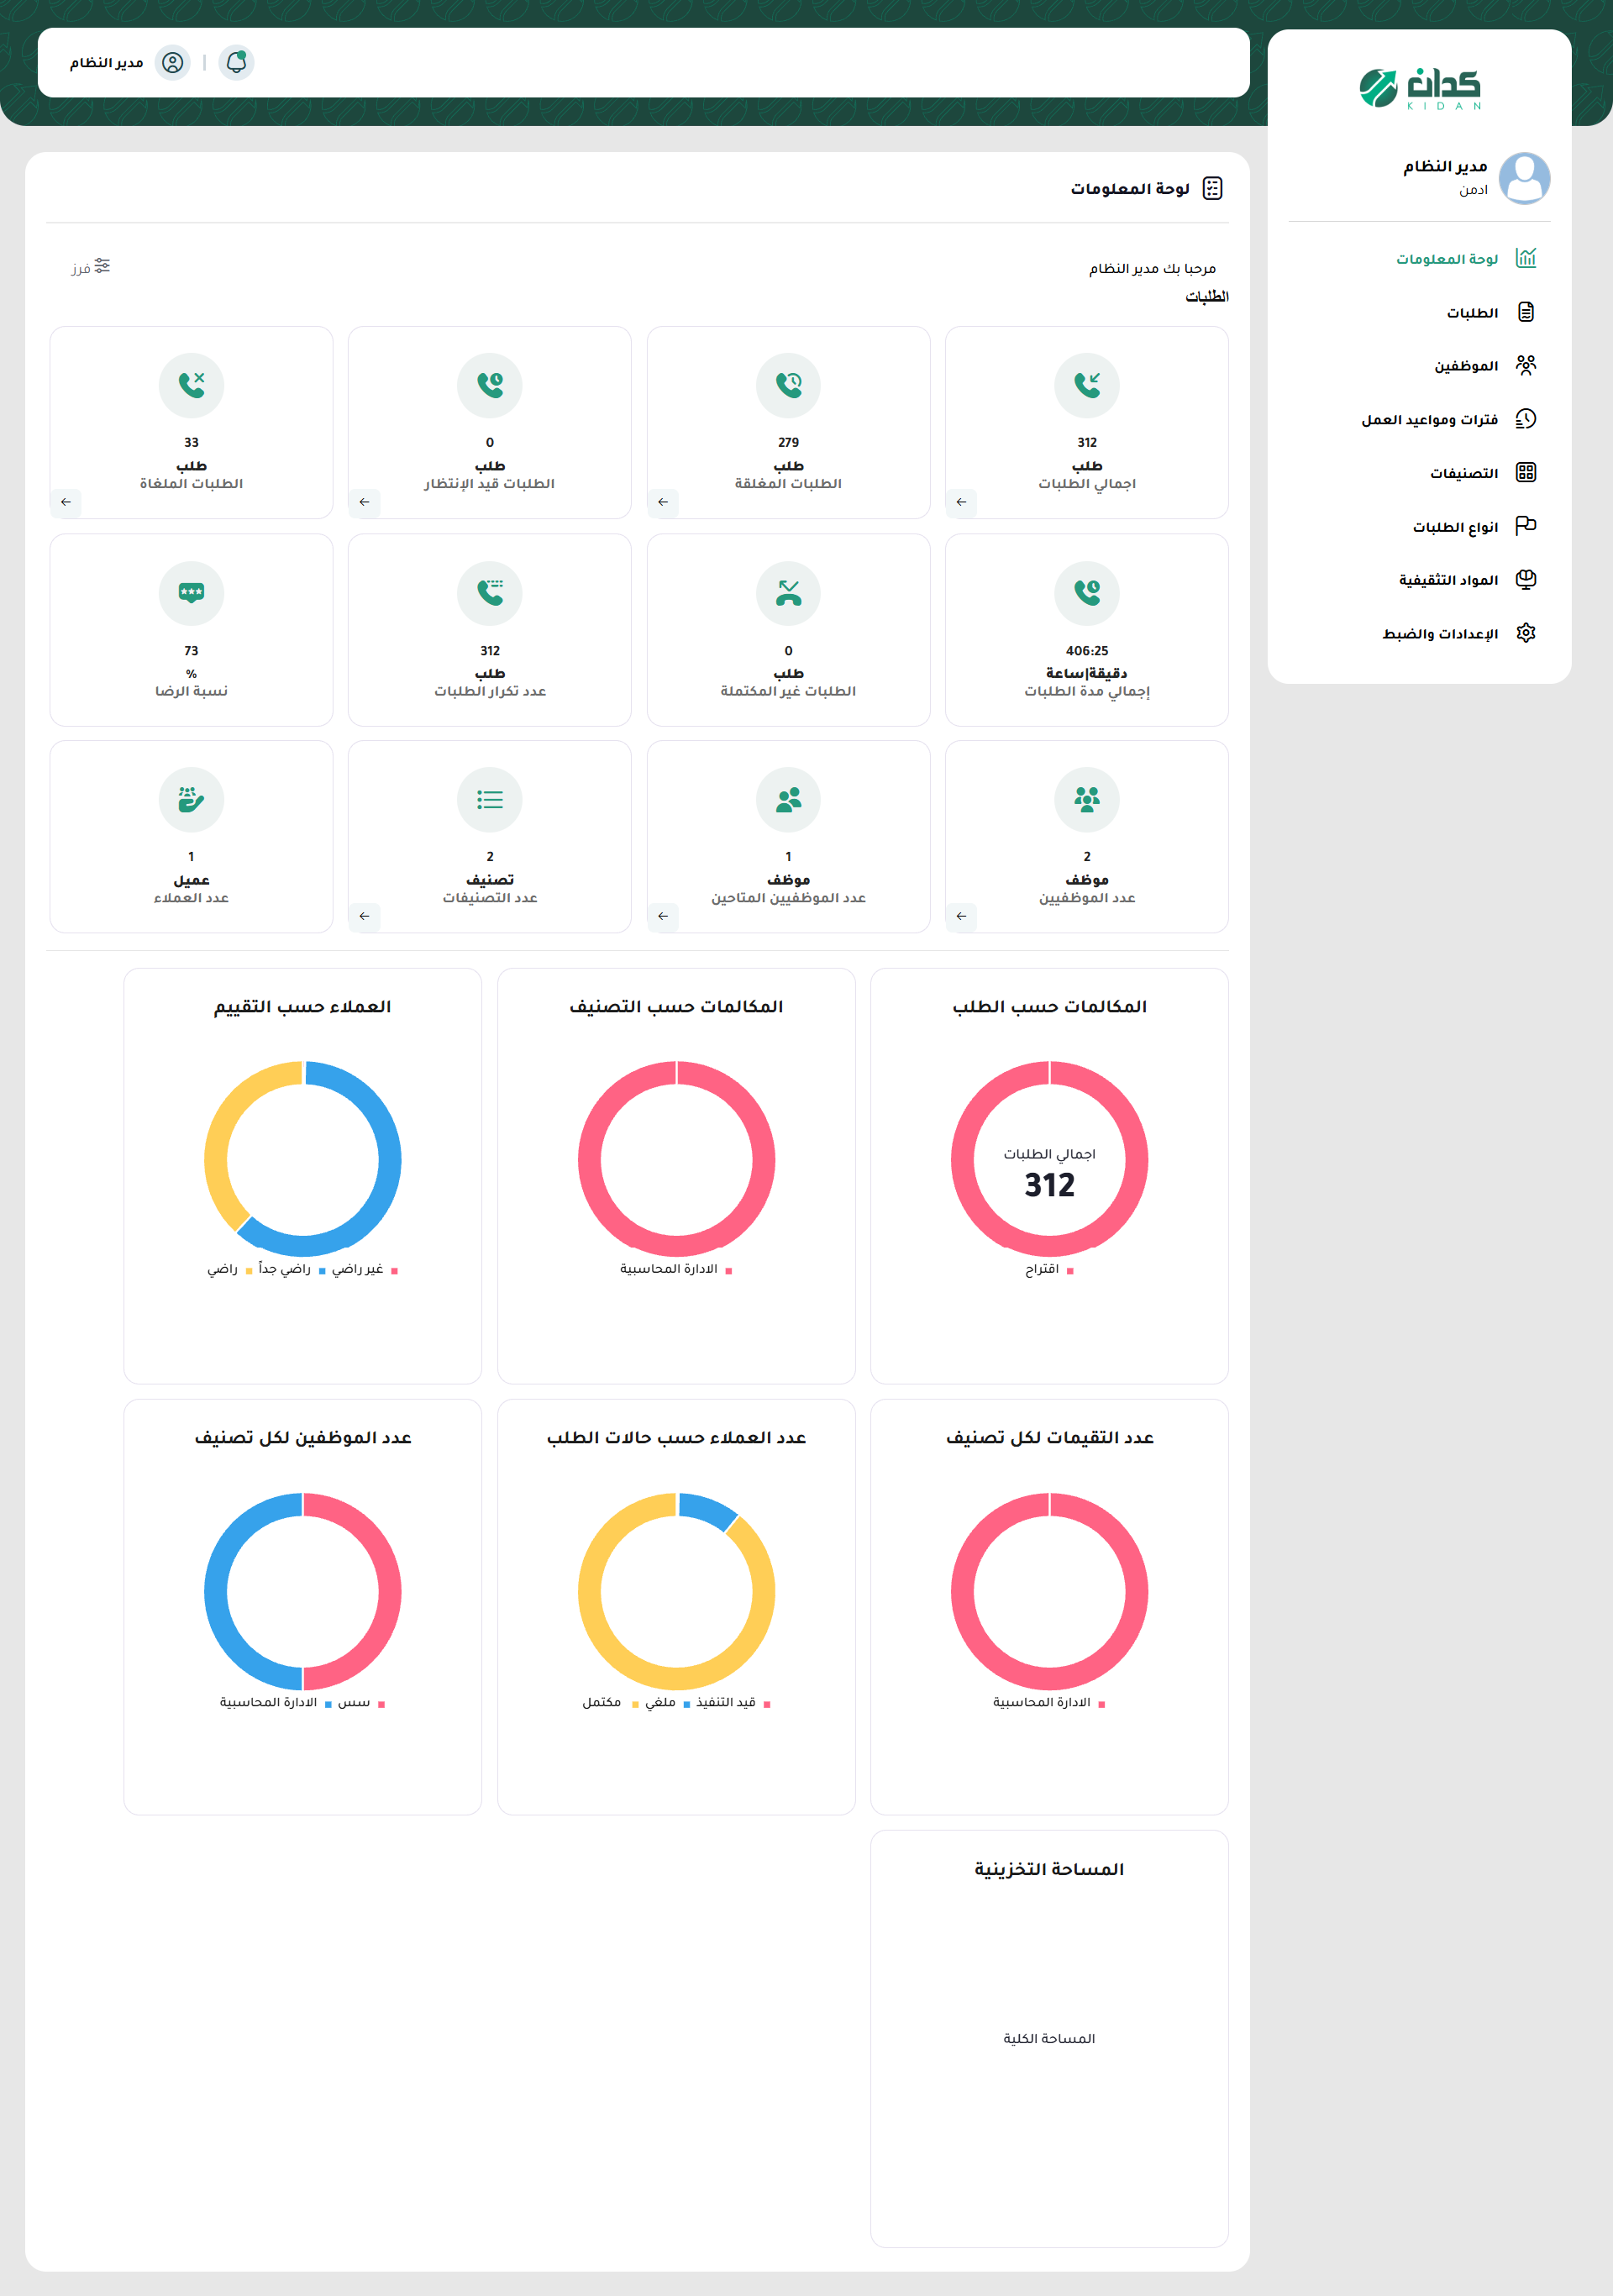 كدان
KIDAN
مدير النظام
مدير النظام
ادمن
لوحة المعلومات
الطلبات
الموظفين
فترات ومواعيد العمل
التصنيفات
انواع الطلبات
المواد التثقيفية
الإعدادات والضبط
لوحة المعلومات
مرحبا بك مدير النظام
فرز
الطلبات
312
طلب
اجمالي الطلبات
279
طلب
الطلبات المغلقة
0
طلب
الطلبات قيد الإنتظار
33
طلب
الطلبات الملغاة
406:25
دقيقة|ساعة
إجمالي مدة الطلبات
0
طلب
الطلبات غير المكتملة
312
طلب
عدد تكرار الطلبات
73
%
نسبة الرضا
2
موظف
عدد الموظفيين
1
موظف
عدد الموظفيين المتاحين
2
تصنيف
عدد التصنيفات
1
عميل
عدد العملاء
المكالمات حسب الطلب
اجمالي الطلبات
312
اقتراح
المكالمات حسب التصنيف
الادارة المحاسبية
العملاء حسب التقييم
غير راضي راضي جداً راضي
عدد التقيمات لكل تصنيف
الادارة المحاسبية
عدد العملاء حسب حالات الطلب
قيد التنفيذ ملغي مكتمل
عدد الموظفين لكل تصنيف
سس الادارة المحاسبية
المساحة التخزينية
المساحة الكلية